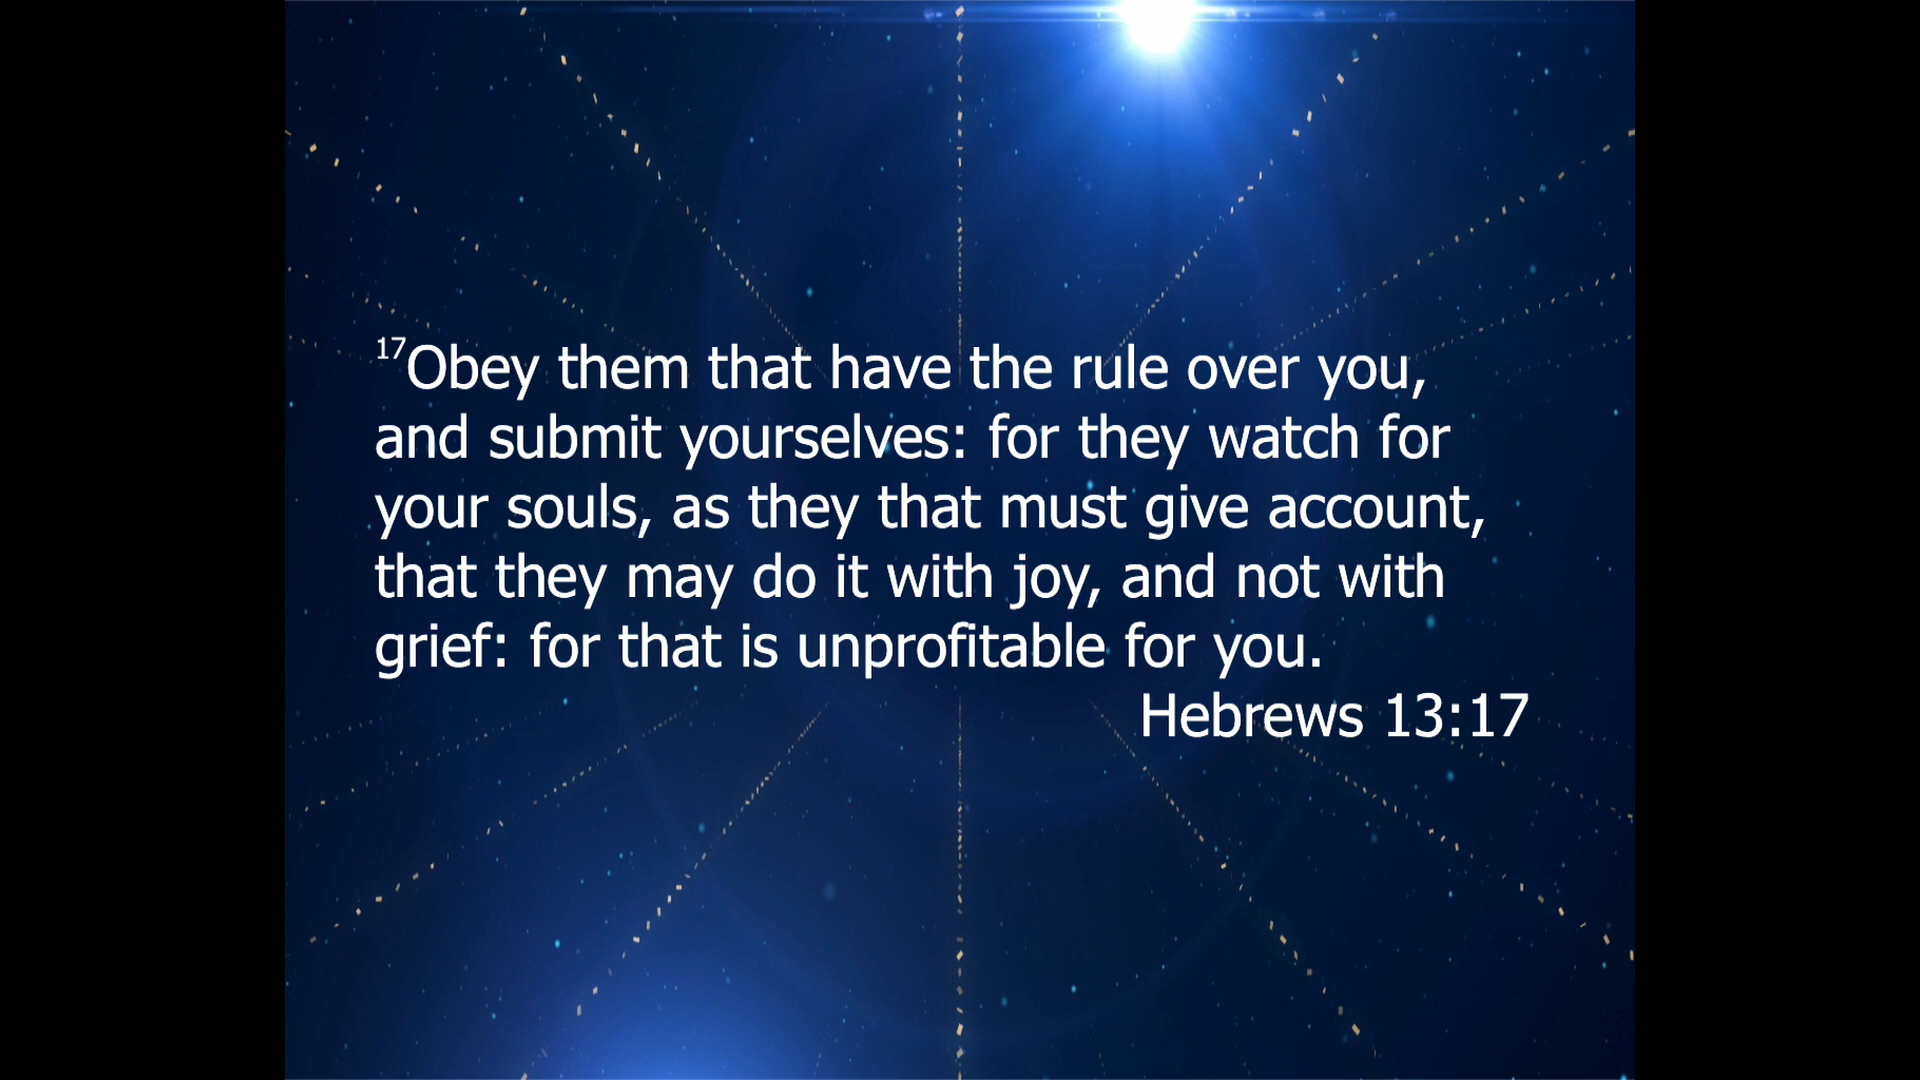 17Obey them that have the rule over you,
and submit yourselves: for they watch for
your souls, as they that must give account,
that they may do it with joy, and not with
grief: for that is unprofitable for you.
Hebrews 13:17